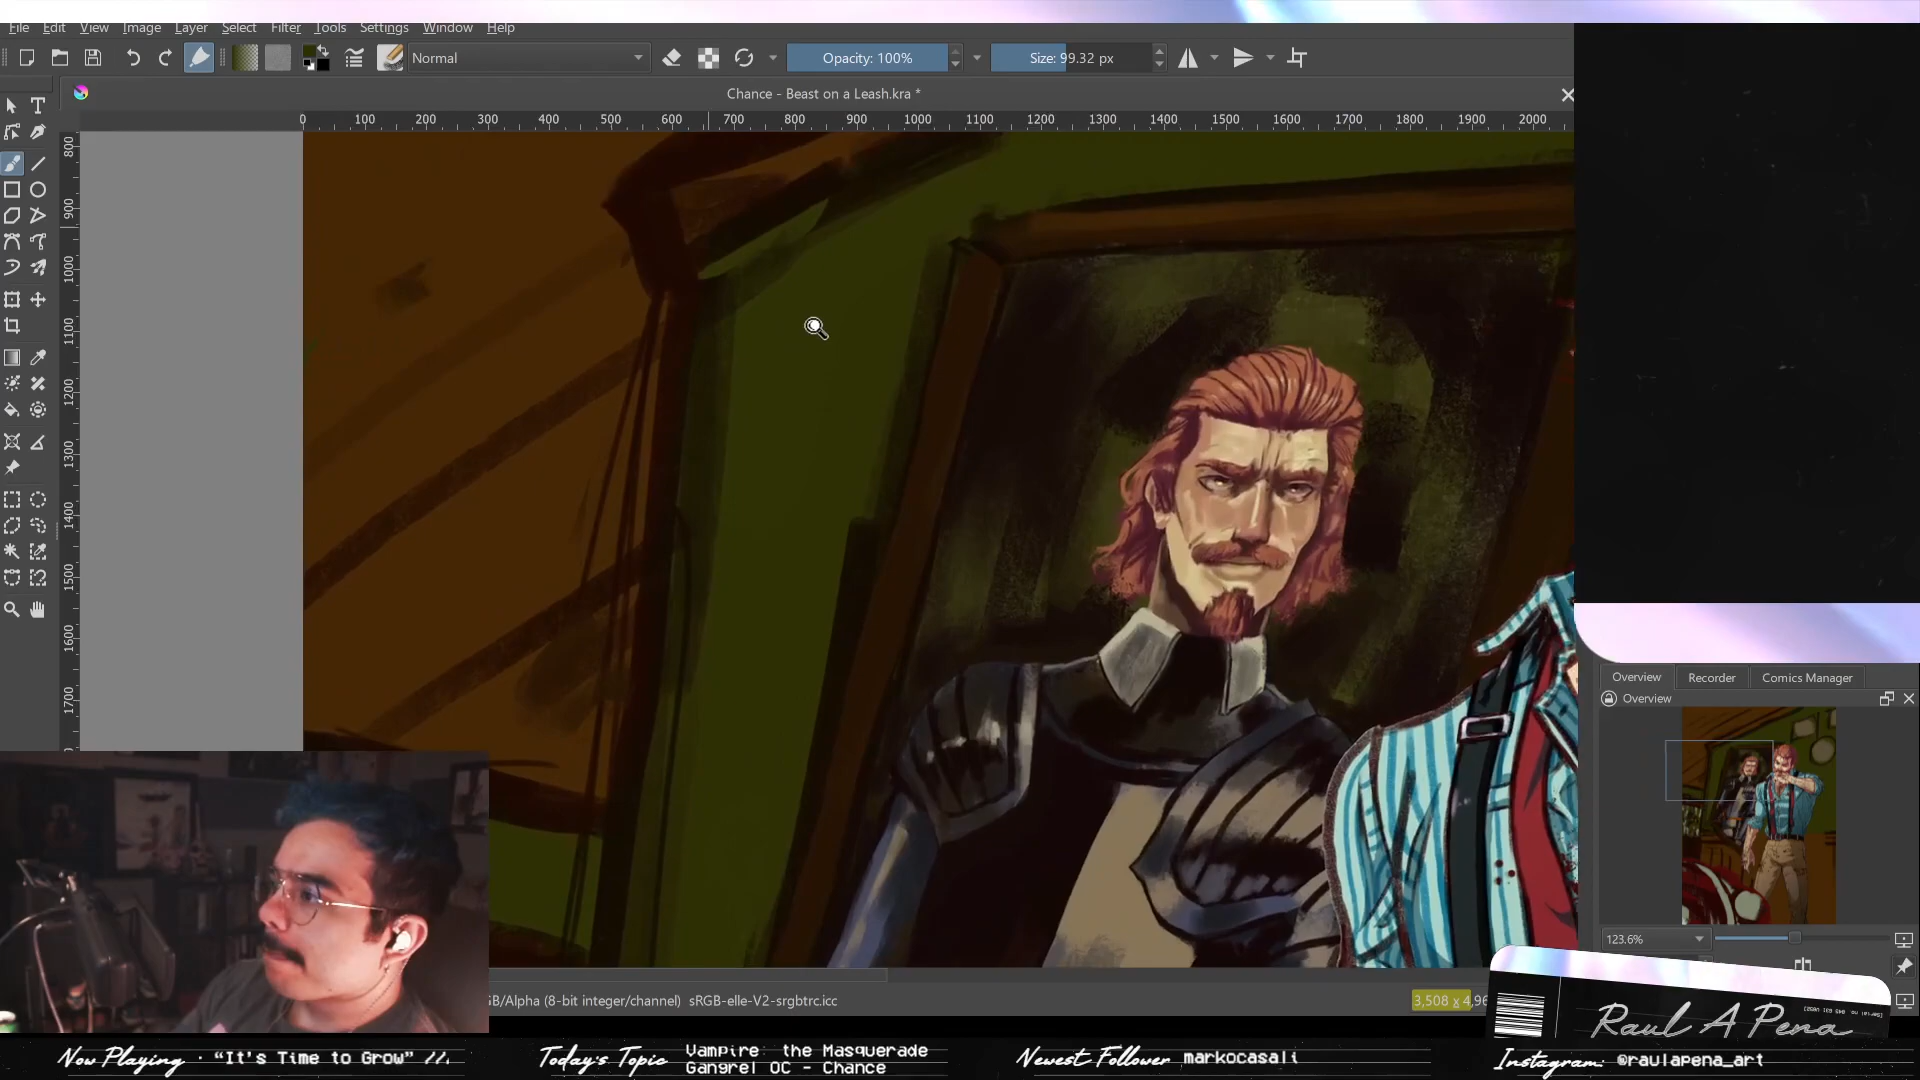 File Edit View Image Layer Select Filter Tools Settings Window Help
Normal
Opacity: 100%
Size: 99.32 px
Chance - Beast on a Leash.kra *
0 100 200 300 400 500 600 700 800 900 1000 1100 1200 1300 1400 1500 1600 1700 1800 1900 2000
800
900
1000
1100
1200
1300
1400
1500
1600
1700
Overview Recorder Comics Manager
Overview
123.6%
GB/Alpha (8-bit integer/channel) sRGB-elle-V2-srgbtrc.icc
3,508 x 4,96
Raul A Pena
Now Playing · "It's Time to Grow" //.
Today's Topic Vampire: the Masquerade
Gangrel OC - Chance
Newest Follower markocasali
Instagram: @raulapena_art